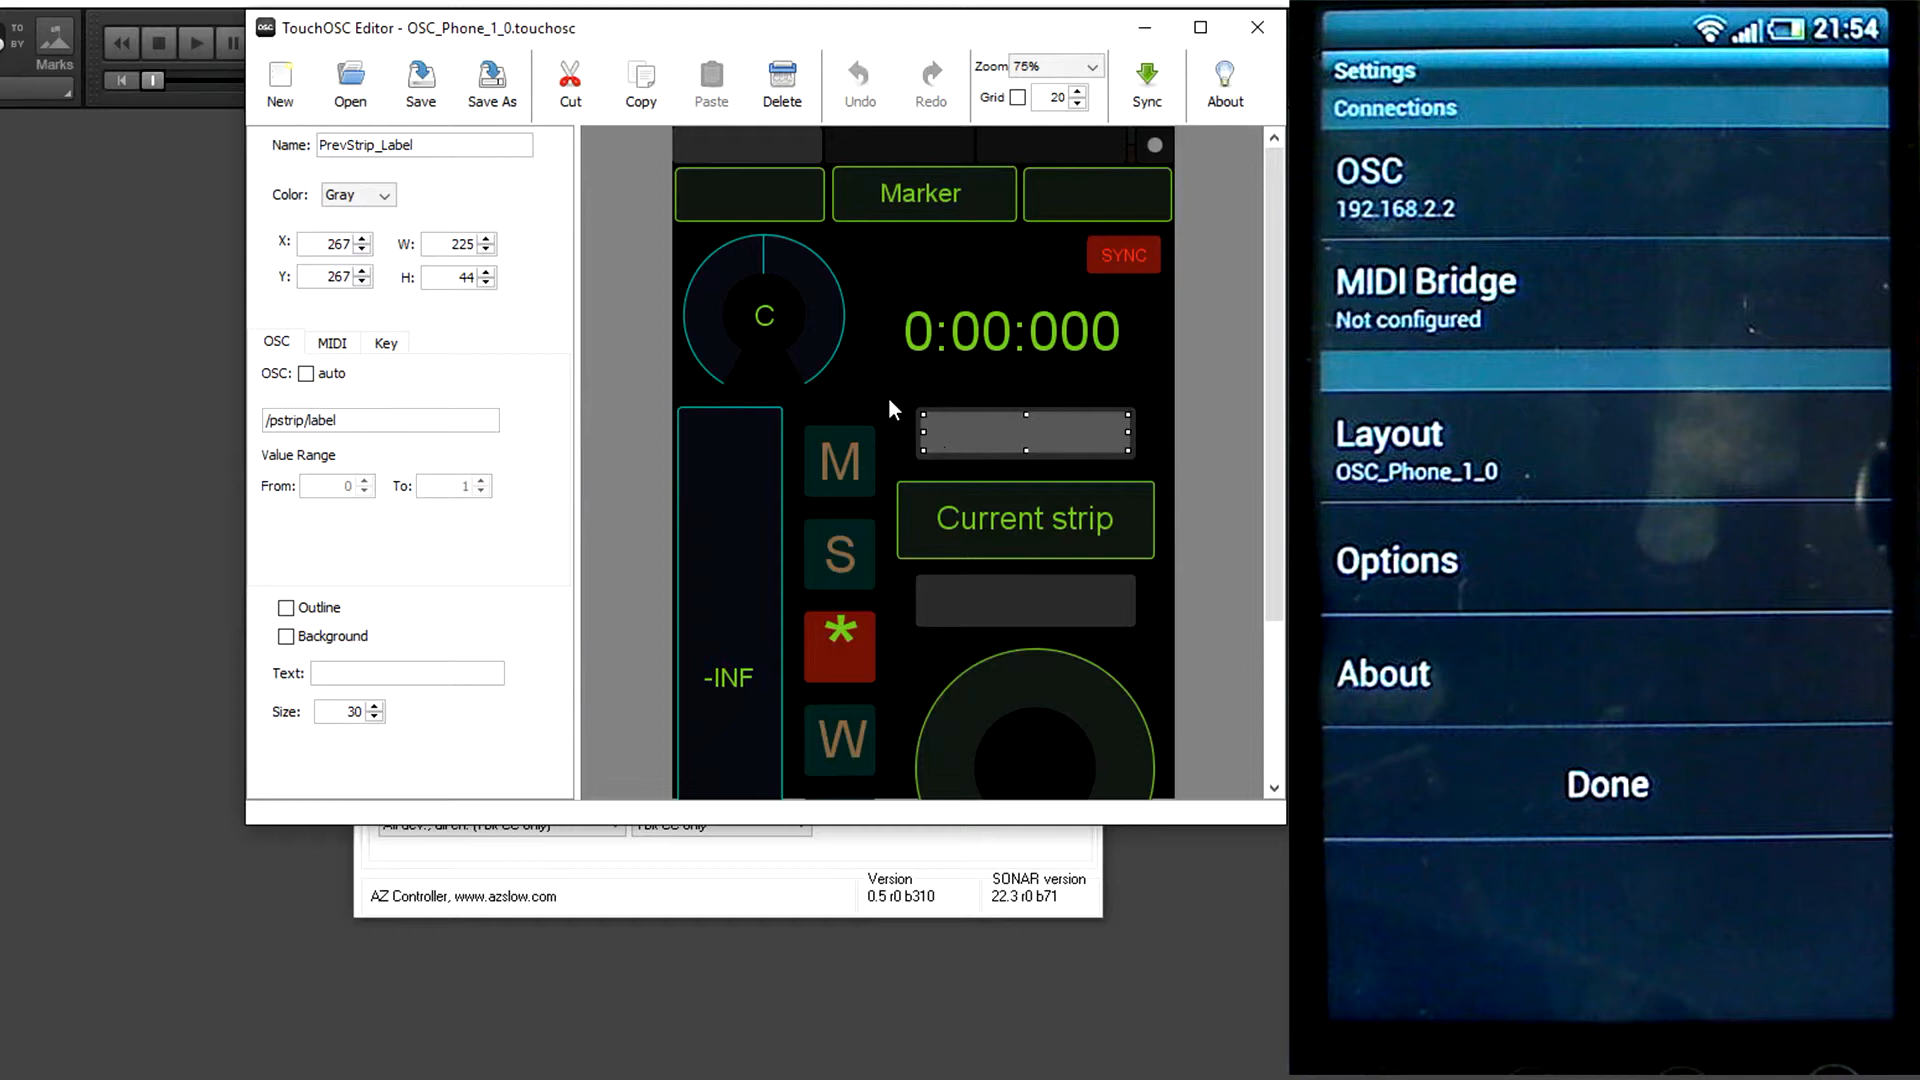 TO
BY
Marks
OSC
TouchOSC Editor - OSC_Phone_1_0.touchosc
New
Open
Save
Save As
Cut
Copy
Paste
Delete
Undo
Redo
Zoom 75%
Grid 20
Sync
About
Name: PrevStrip_Label
Color: Gray
X: 267 W: 225
Y: 267 H: 44
OSC MIDI Key
OSC: auto
/pstrip/label
Value Range
From: 0 To: 1
Outline
Background
Text:
Size: 30
Marker
SYNC
C
0:00:000
M
S
*
W
-INF
Current strip
AZ Controller, www.azslow.com
Version
0.5 r0 b310
SONAR version
22.3 r0 b71
21:54
Settings
Connections
OSC
192.168.2.2
MIDI Bridge
Not configured
Layout
OSC_Phone_1_0
Options
About
Done